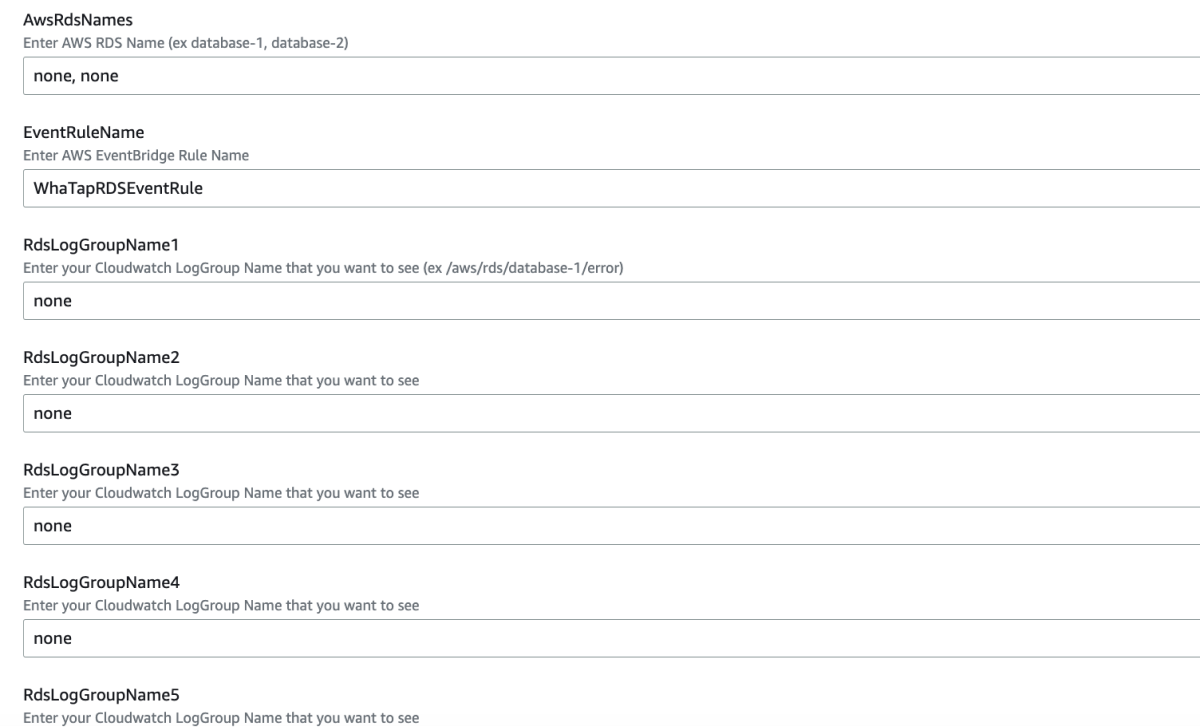 AwsRdsNames
Enter AWS RDS Name (ex database-1, database-2)
none, none
EventRuleName
Enter AWS EventBridge Rule Name
WhaTapRDSEventRule
RdsLogGroupName1
Enter your Cloudwatch LogGroup Name that you want to see (ex /aws/rds/database-1/error)
none
RdsLogGroupName2
Enter your Cloudwatch LogGroup Name that you want to see
none
RdsLogGroupName3
Enter your Cloudwatch LogGroup Name that you want to see
none
RdsLogGroupName4
Enter your Cloudwatch LogGroup Name that you want to see
none
RdsLogGroupName5
Enter your Cloudwatch LogGroup Name that you want to see